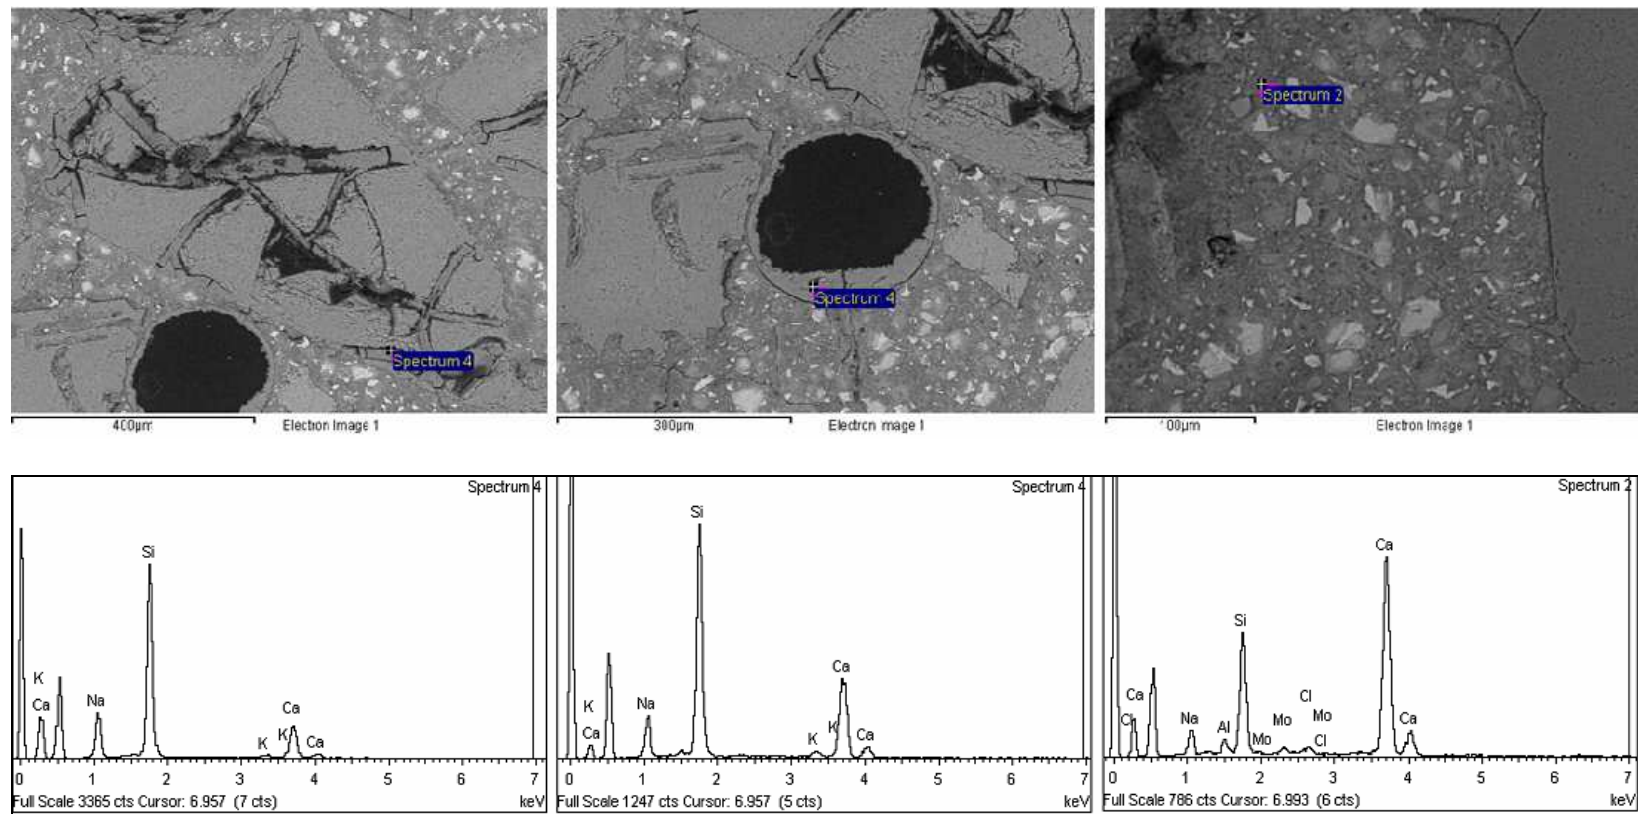 Spectrum 4
Spectrum 4
Spectrum 2
400µm
Electron Image 1
300µm
Electron Image 1
100µm
Electron Image 1
Spectrum 4
Si
K
Ca
Na
K
K
Ca
Ca
0 1 2 3 4 5 6 7
Full Scale 3365 cts Cursor: 6.957 (7 cts)
keV
Spectrum 4
Si
K
Ca
Na
K
K
Ca
Ca
0 1 2 3 4 5 6 7
Full Scale 1247 cts Cursor: 6.957 (5 cts)
keV
Spectrum 2
Ca
Si
Ca
Cl
Na
Al
Mo
Mo
Cl
Mo
Cl
Ca
0 1 2 3 4 5 6 7
Full Scale 786 cts Cursor: 6.993 (6 cts)
keV